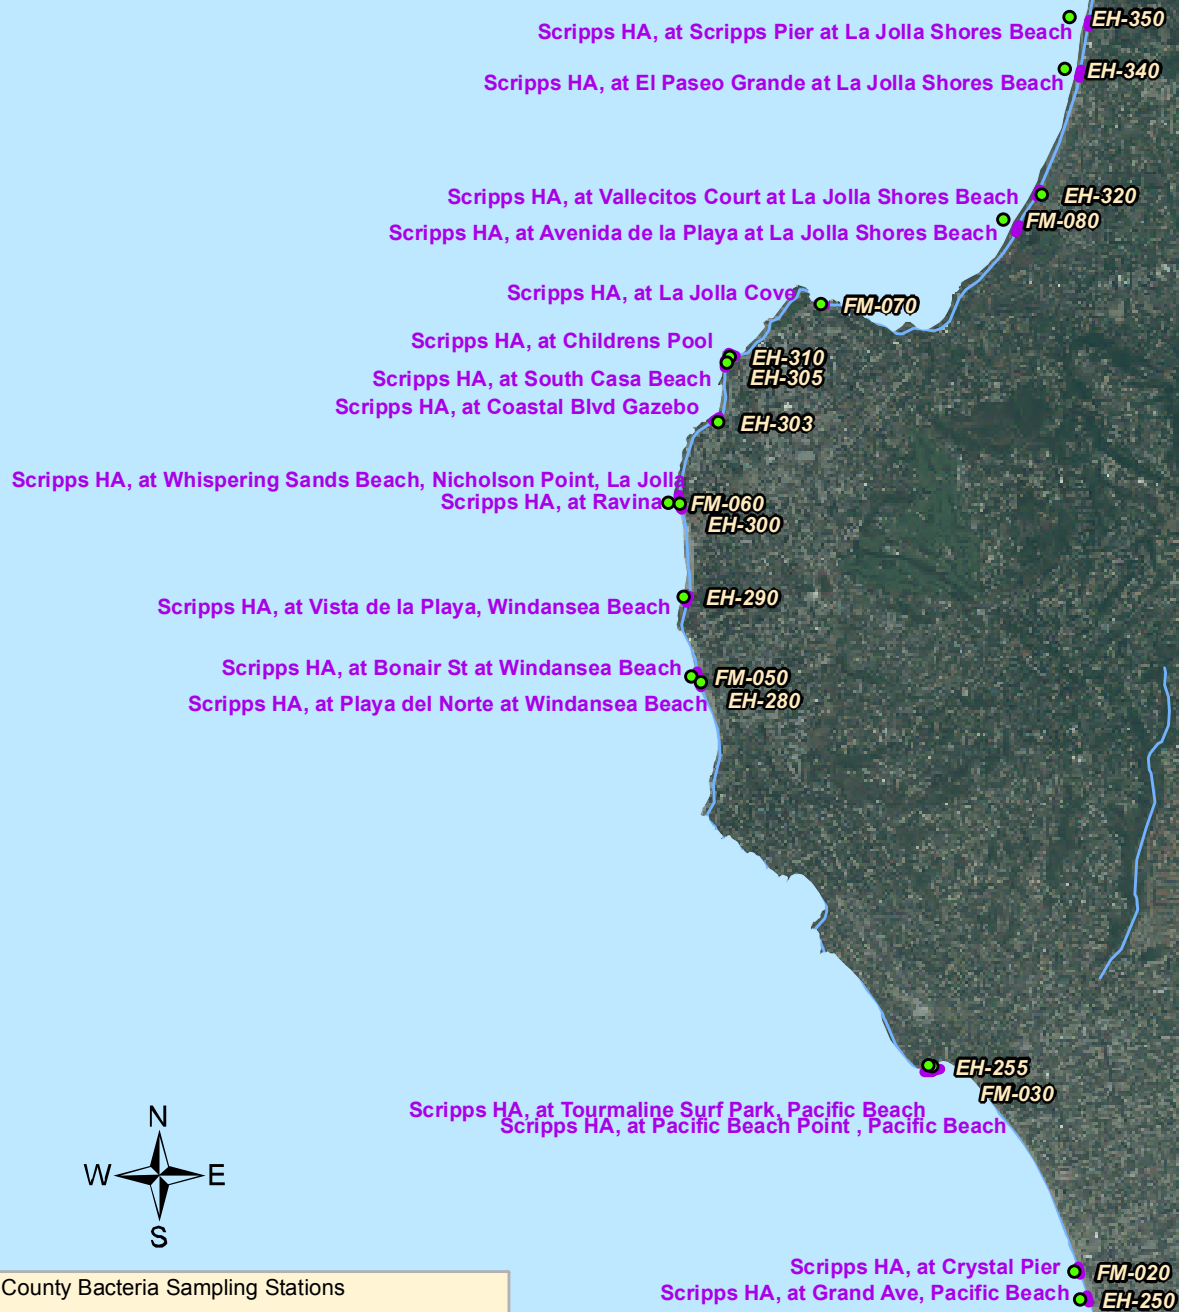 EH-350
Scripps HA, at Scripps Pier at La Jolla Shores Beach
EH-340
Scripps HA, at El Paseo Grande at La Jolla Shores Beach
Scripps HA, at Vallecitos Court at La Jolla Shores Beach
EH-320
FM-080
Scripps HA, at Avenida de la Playa at La Jolla Shores Beach
Scripps HA, at La Jolla Cove
FM-070
Scripps HA, at Childrens Pool
EH-310
Scripps HA, at South Casa Beach
EH-305
Scripps HA, at Coastal Blvd Gazebo
EH-303
Scripps HA, at Whispering Sands Beach, Nicholson Point, La Jolla
Scripps HA, at Ravina
FM-060
EH-300
EH-290
Scripps HA, at Vista de la Playa, Windansea Beach
Scripps HA, at Bonair St at Windansea Beach
FM-050
EH-280
Scripps HA, at Playa del Norte at Windansea Beach
EH-255
FM-030
Scripps HA, at Tourmaline Surf Park, Pacific Beach
Scripps HA, at Pacific Beach Point , Pacific Beach
N
W
E
S
Scripps HA, at Crystal Pier
FM-020
Scripps HA, at Grand Ave, Pacific Beach
EH-250
County Bacteria Sampling Stations